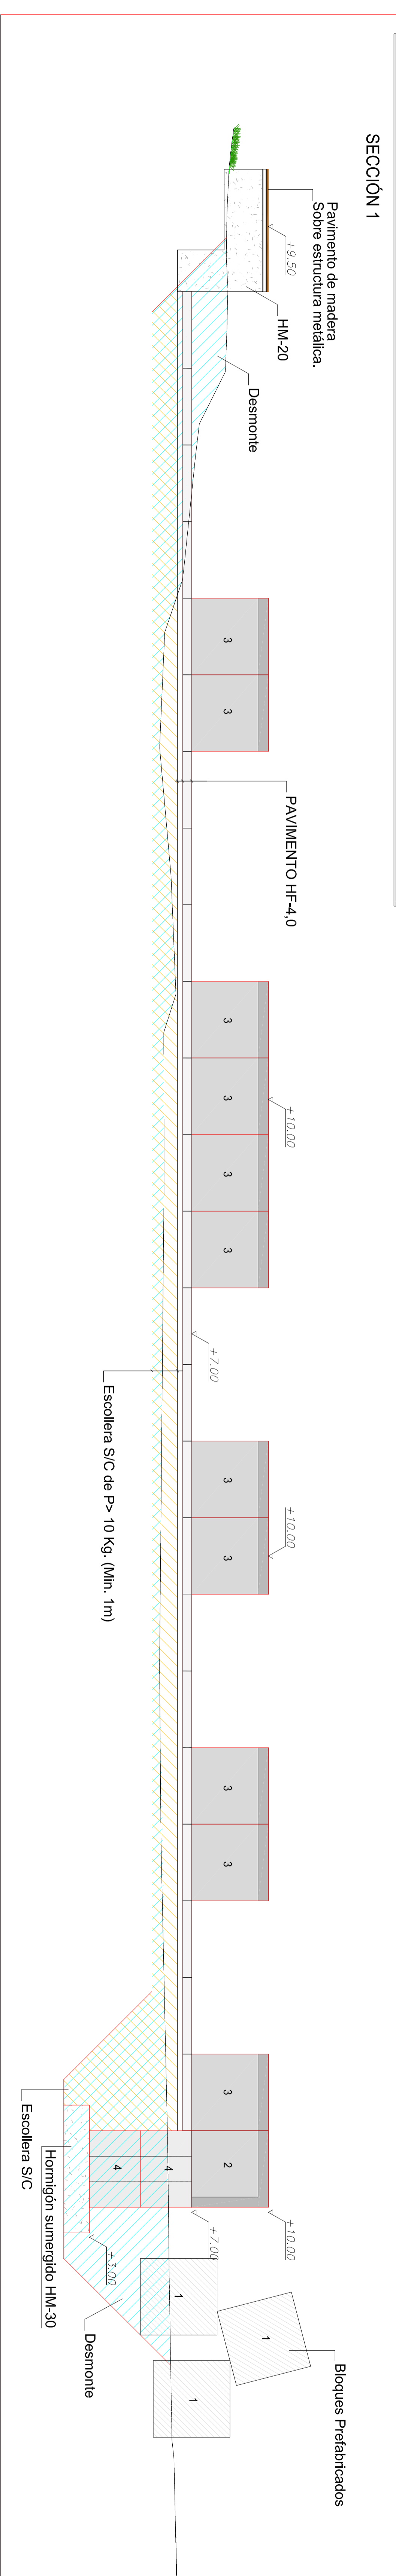 SECCIÓN 1
Pavimento de madera
Sobre estructura metálica.
+9.50
HM-20
Desmonte
3
3
PAVIMENTO HF-4,0
3
3
3
3
+10.00
+7.00
Escollera S/C de P> 10 Kg. (Min. 1m)
3
3
+10.00
3
3
3
2
4
4
+10.00
+7.00
+3.00
Escollera S/C
Hormigón sumergido HM-30
Desmonte
1
1
1
Bloques Prefabricados